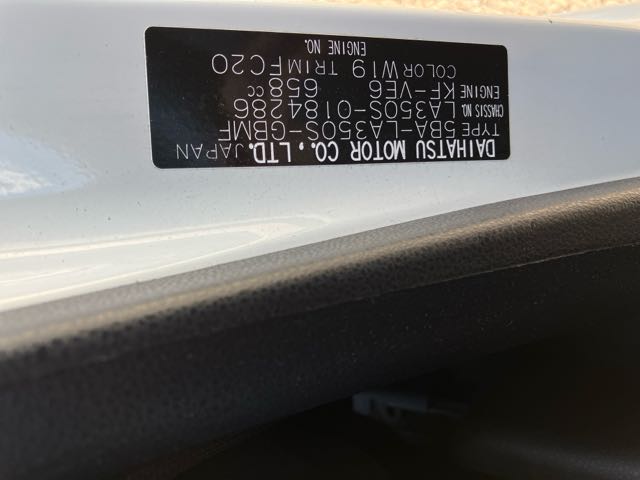 DAIHATSU MOTOR CO., LTD. JAPAN
TYPE 5BA-LA350S-GBMF
CHASSIS NO. LA350S-0184286
ENGINE KF-VE6 658cc
COLOR W19 TRIM FC20
ENGINE NO.